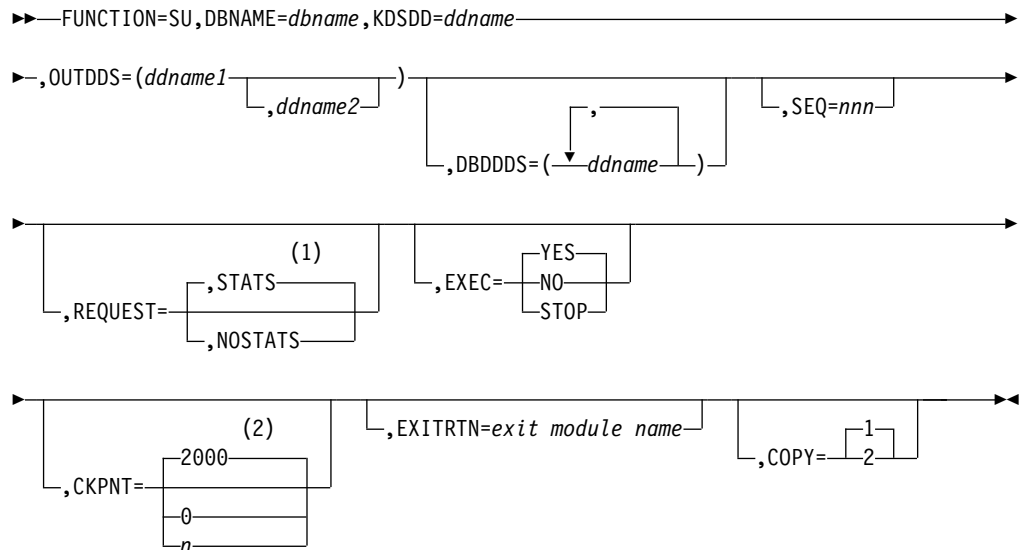 FUNCTION=SU,DBNAME=dbname,KDSDD=ddname
,OUTDDS=(ddname1 )
,ddname2
,
,DBDDDS=( ddname )
,SEQ=nnn
(1)
,REQUEST=
,STATS
,NOSTATS
,EXEC=
YES
NO
STOP
(2)
,CKPNT=
2000
0
n
,EXITRTN=exit module name
,COPY=
1
2